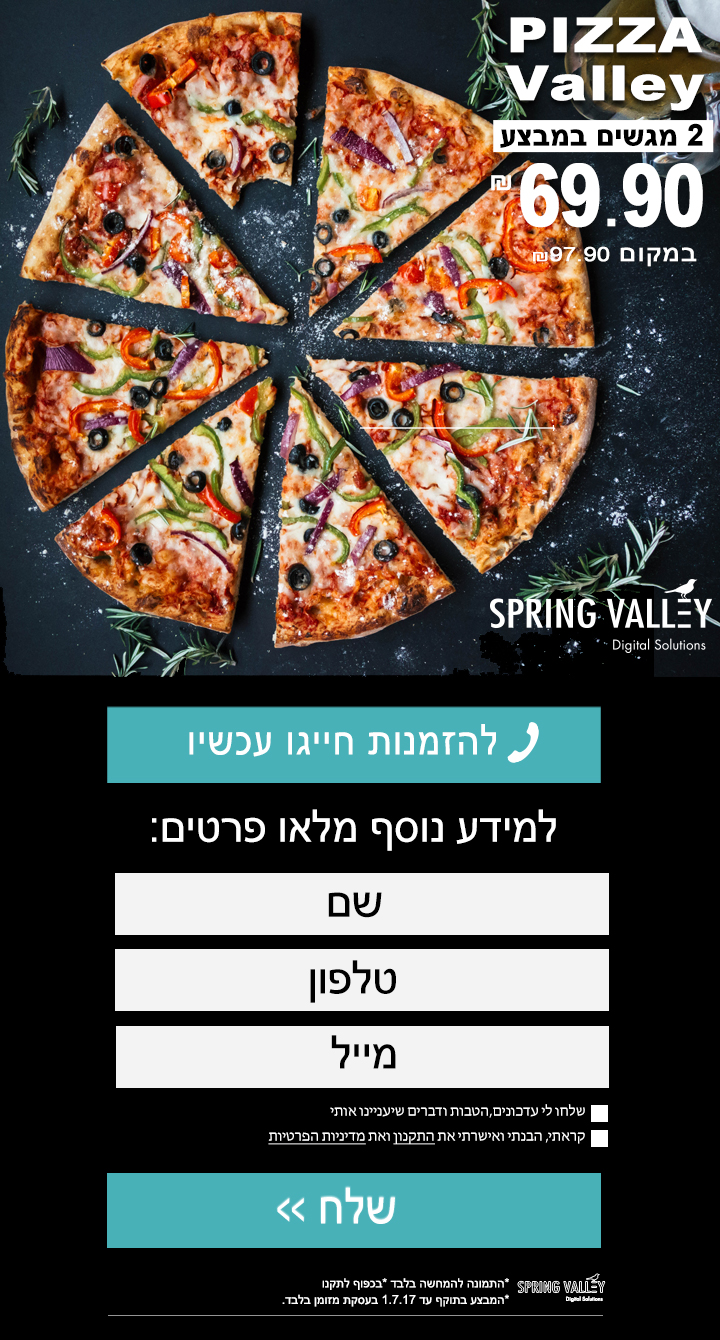 PIZZA
Valley
2 מגשים במבצע
₪69.90
במקום 97.90₪
SPRING VALLEY
Digital Solutions
להזמנות חייגו עכשיו
למידע נוסף מלאו פרטים:
שם
טלפון
מייל
שלחו לי עדכונים,הטבות ודברים שיעניינו אותי
קראתי, הבנתי ואישרתי את התקנון ואת מדיניות הפרטיות
שלח >>
*התמונה להמחשה בלבד *בכפוף לתקנו
*המבצע בתוקף עד 1.7.17 בעסקת מזומן בלבד.
SPRING VALLEY
Digital Solutions